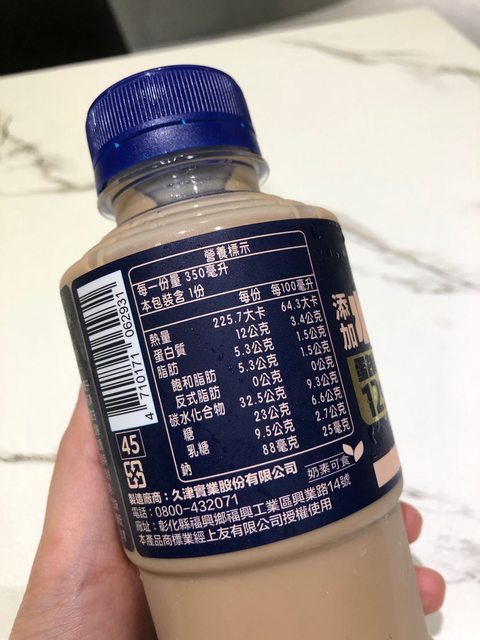 營養標示
每一份量 350毫升
本包裝含 1份
每份 每100毫升
熱量 225.7大卡 64.3大卡
蛋白質 12公克 3.4公克
脂肪 5.3公克 1.5公克
飽和脂肪 5.3公克 1.5公克
反式脂肪 0公克 0公克
碳水化合物 32.5公克 9.3公克
糖 23公克 6.6公克
乳糖 9.5公克 2.7公克
鈉 88毫克 25毫克
奶素可食
製造廠商：久津實業股份有限公司
電話：0800-432071
廠址：彰化縣福興鄉福興工業區興業路14號
本產品商標業經上友有限公司授權使用
4 710771 062931
45
添加
12